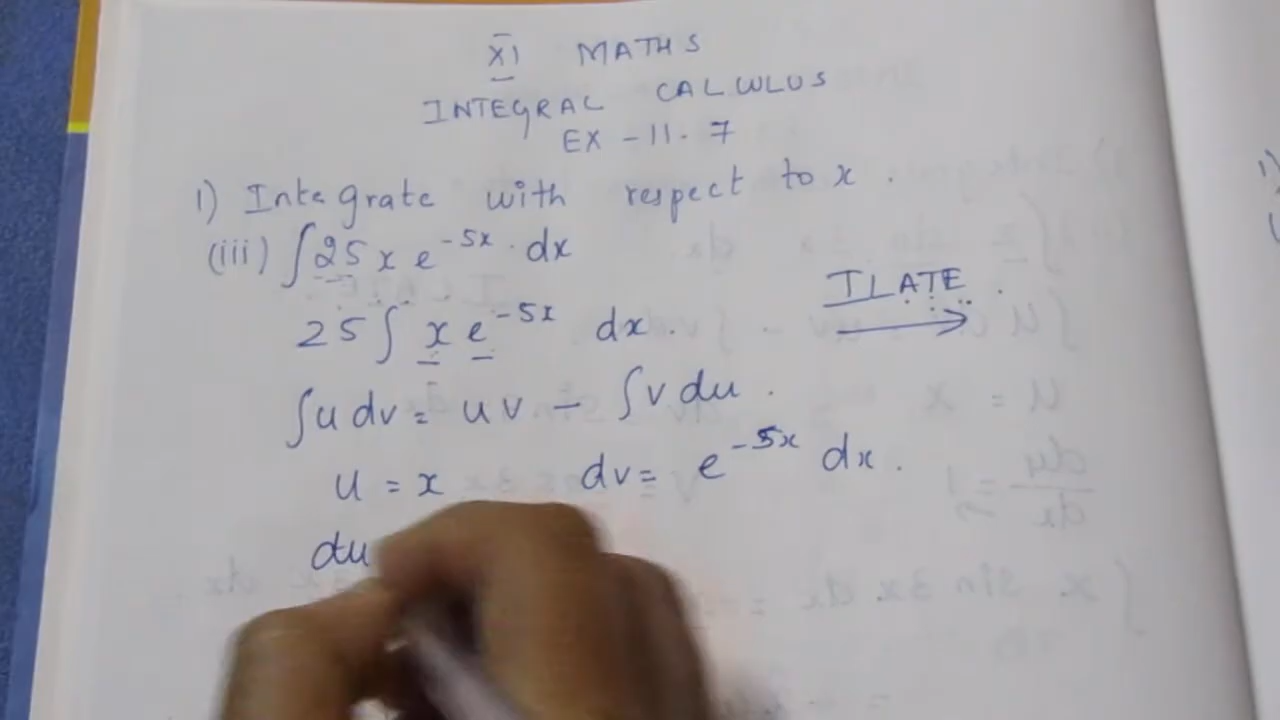 XI MATHS
INTEGRAL CALCULUS
EX - 11.7
1) Integrate with respect to x.
(iii) ∫25 x e^{-5x} . dx
25 ∫ x e^{-5x} dx.
ILATE
∫u dv = uv - ∫v du.
u = x dv = e^{-5x} dx.
du